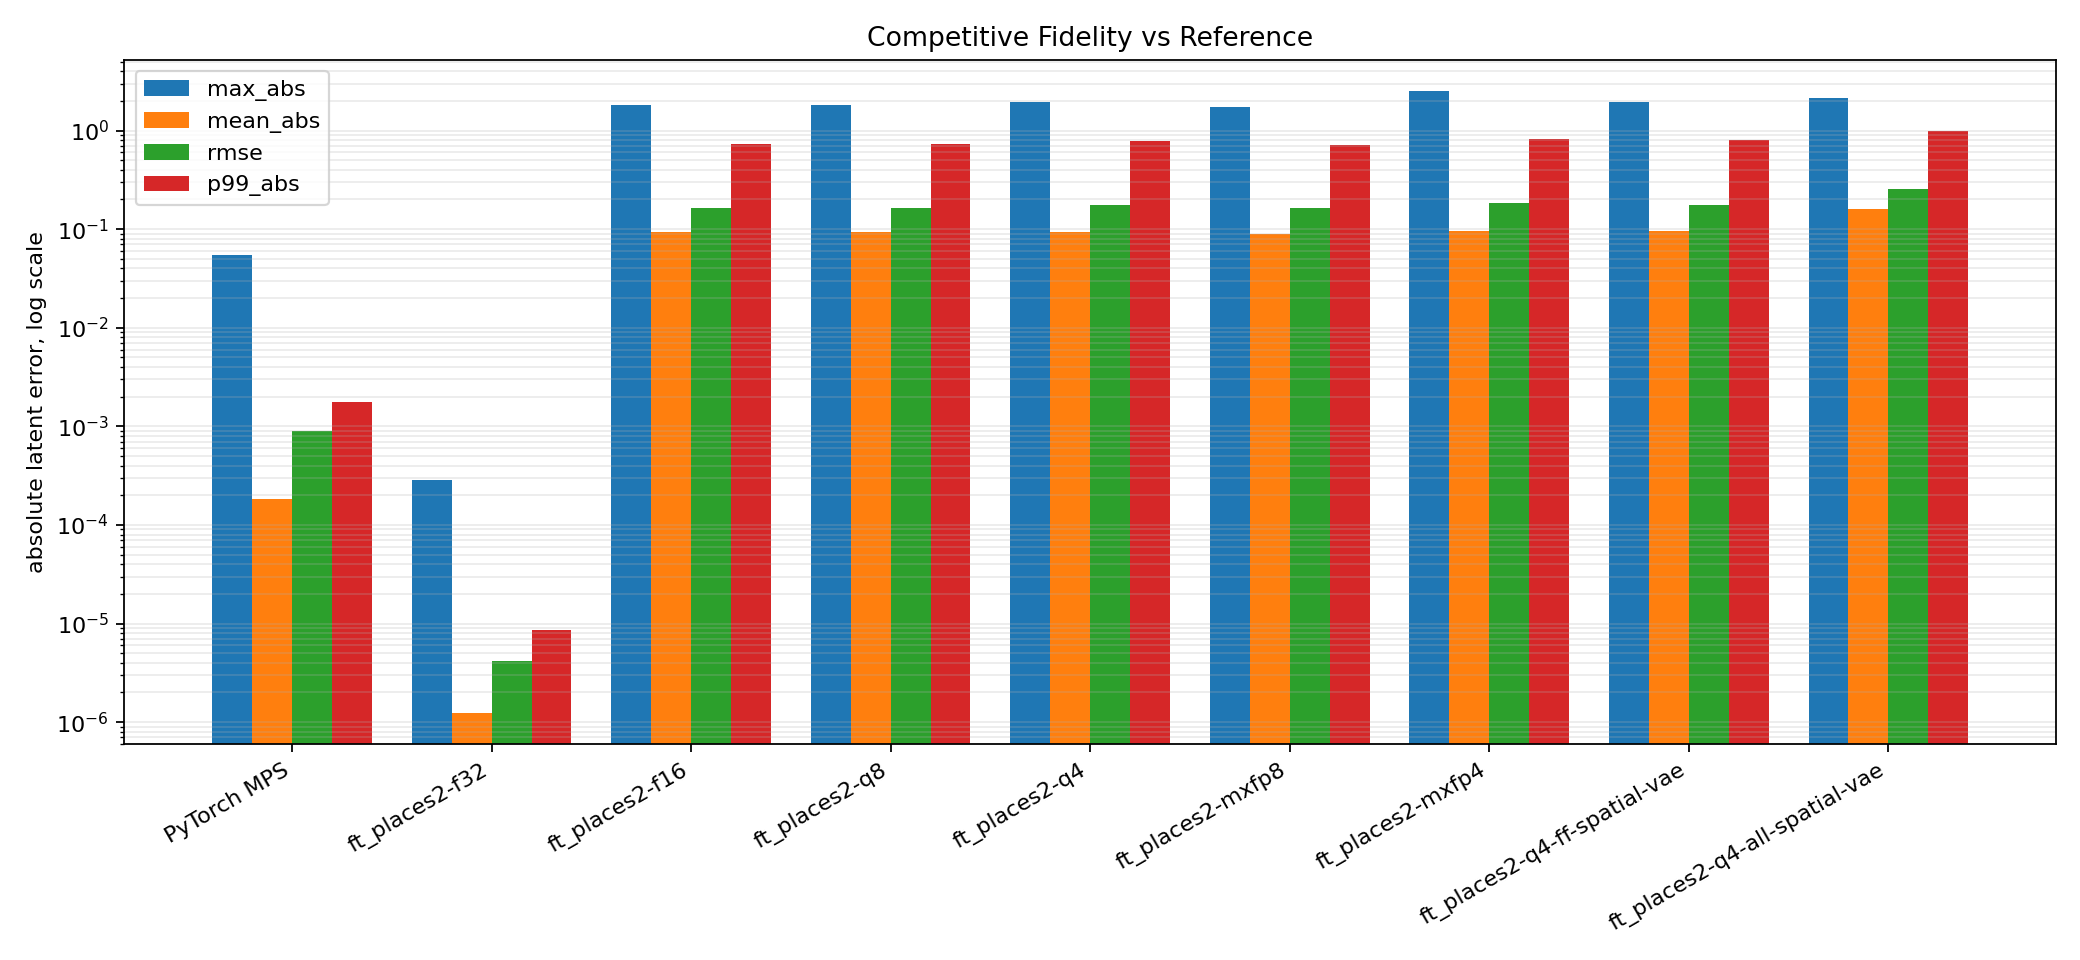 Competitive Fidelity vs Reference
max_abs
mean_abs
rmse
p99_abs
absolute latent error, log scale
10⁰
10⁻¹
10⁻²
10⁻³
10⁻⁴
10⁻⁵
10⁻⁶
PyTorch MPS
ft_places2-f32
ft_places2-f16
ft_places2-q8
ft_places2-q4
ft_places2-mxfp8
ft_places2-mxfp4
ft_places2-q4-ff-spatial-vae
ft_places2-q4-all-spatial-vae